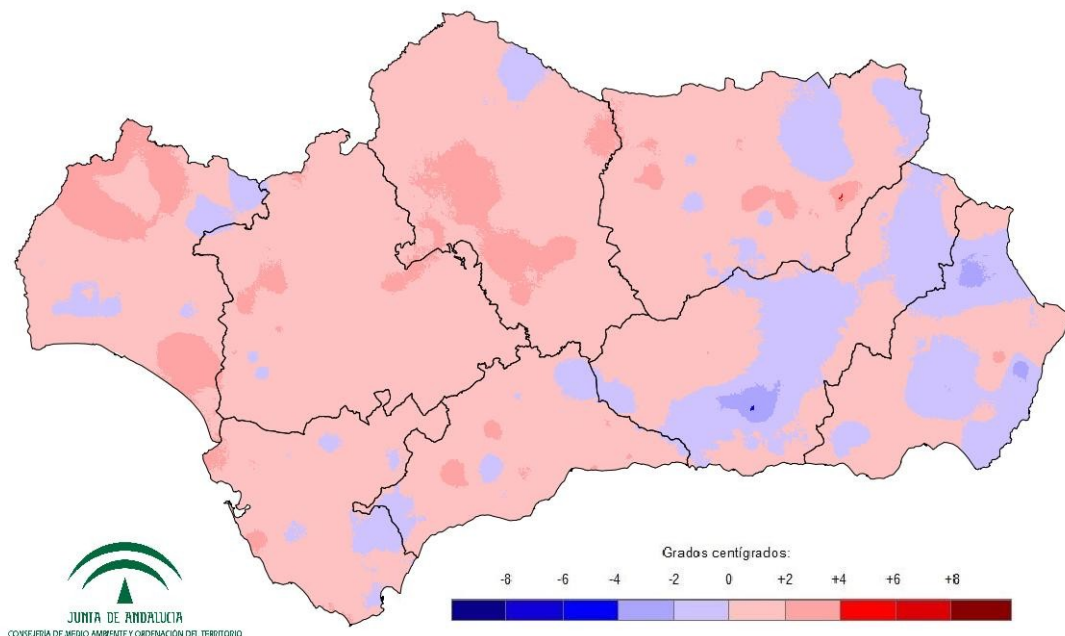 Grados centígrados:
-8 -6 -4 -2 0 +2 +4 +6 +8
JUNTA DE ANDALUCIA
CONSEJERIA DE MEDIO AMBIENTE Y ORDENACIÓN DEL TERRITORIO